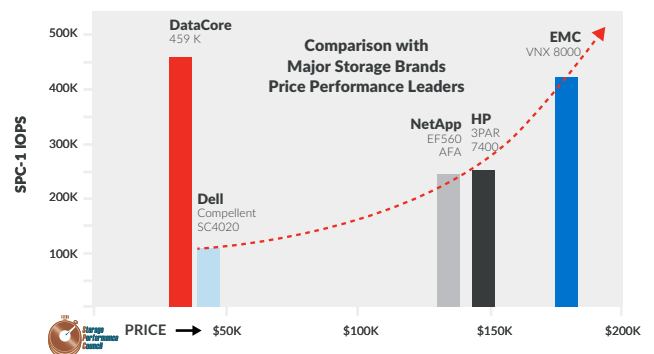 Comparison with
Major Storage Brands
Price Performance Leaders
SPC-1 IOPS
500K
400K
300K
200K
100K
DataCore
459 K
Dell
Compellent
SC4020
NetApp
EF560
AFA
HP
3PAR
7400
EMC
VNX 8000
Storage
Performance
Council
PRICE
$50K
$100K
$150K
$200K